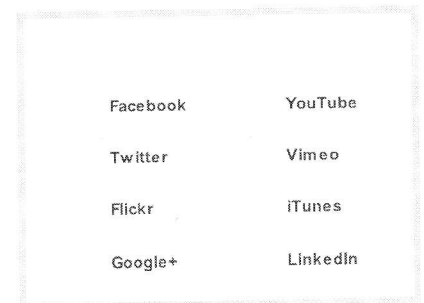 Facebook YouTube
Twitter Vimeo
Flickr iTunes
Google+ LinkedIn